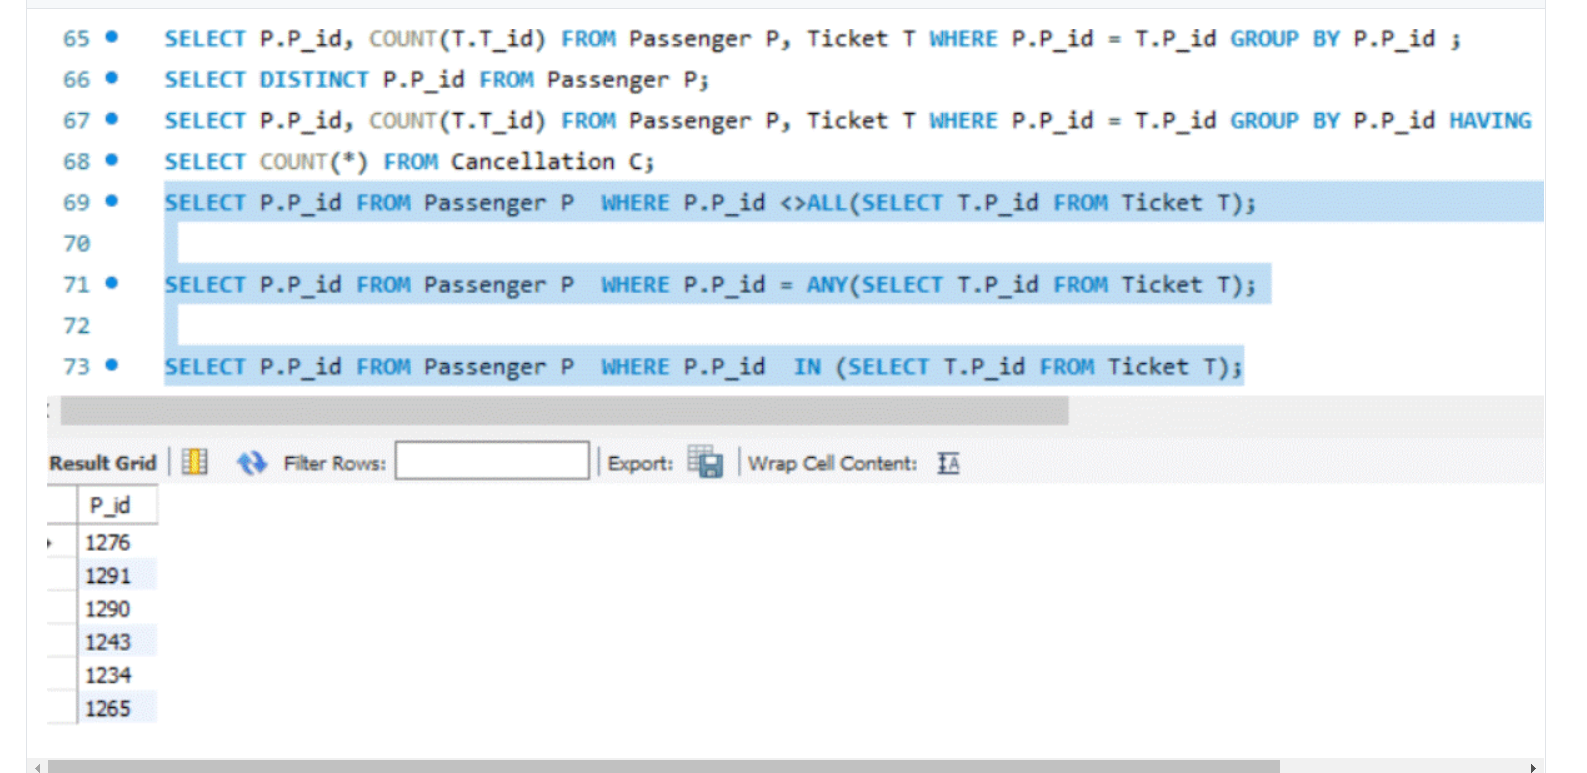 65 SELECT P.P_id, COUNT(T.T_id) FROM Passenger P, Ticket T WHERE P.P_id = T.P_id GROUP BY P.P_id ;
66 SELECT DISTINCT P.P_id FROM Passenger P;
67 SELECT P.P_id, COUNT(T.T_id) FROM Passenger P, Ticket T WHERE P.P_id = T.P_id GROUP BY P.P_id HAVING
68 SELECT COUNT(*) FROM Cancellation C;
69 SELECT P.P_id FROM Passenger P  WHERE P.P_id <>ALL(SELECT T.P_id FROM Ticket T);
70
71 SELECT P.P_id FROM Passenger P  WHERE P.P_id = ANY(SELECT T.P_id FROM Ticket T);
72
73 SELECT P.P_id FROM Passenger P  WHERE P.P_id  IN (SELECT T.P_id FROM Ticket T);
Result Grid Filter Rows: Export: Wrap Cell Content: IA
P_id
1276
1291
1290
1243
1234
1265